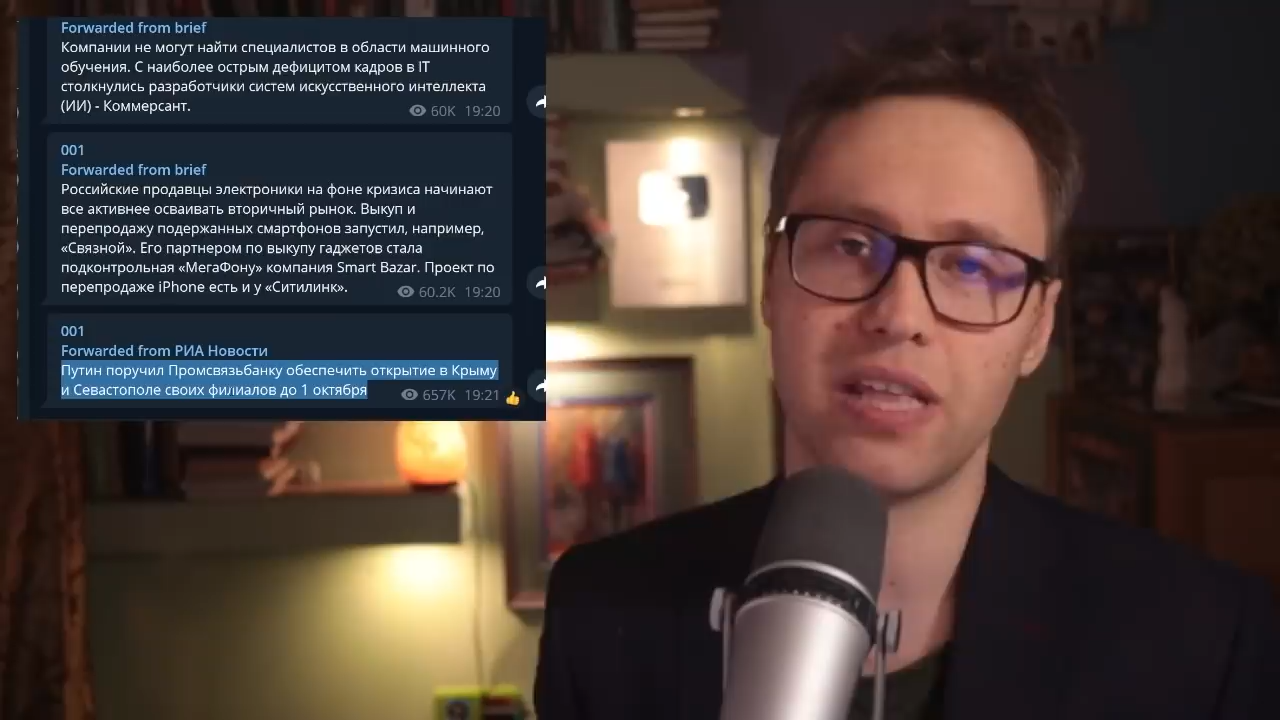 Forwarded from brief
Компании не могут найти специалистов в области машинного
обучения. С наиболее острым дефицитом кадров в IT
столкнулись разработчики систем искусственного интеллекта
(ИИ) - Коммерсант.
60K 19:20
001
Forwarded from brief
Российские продавцы электроники на фоне кризиса начинают
все активнее осваивать вторичный рынок. Выкуп и
перепродажу подержанных смартфонов запустил, например,
«Связной». Его партнером по выкупу гаджетов стала
подконтрольная «МегаФону» компания Smart Bazar. Проект по
перепродаже iPhone есть и у «Ситилинк».
60.2K 19:20
001
Forwarded from РИА Новости
Путин поручил Промсвязьбанку обеспечить открытие в Крыму
и Севастополе своих филиалов до 1 октября
657K 19:21